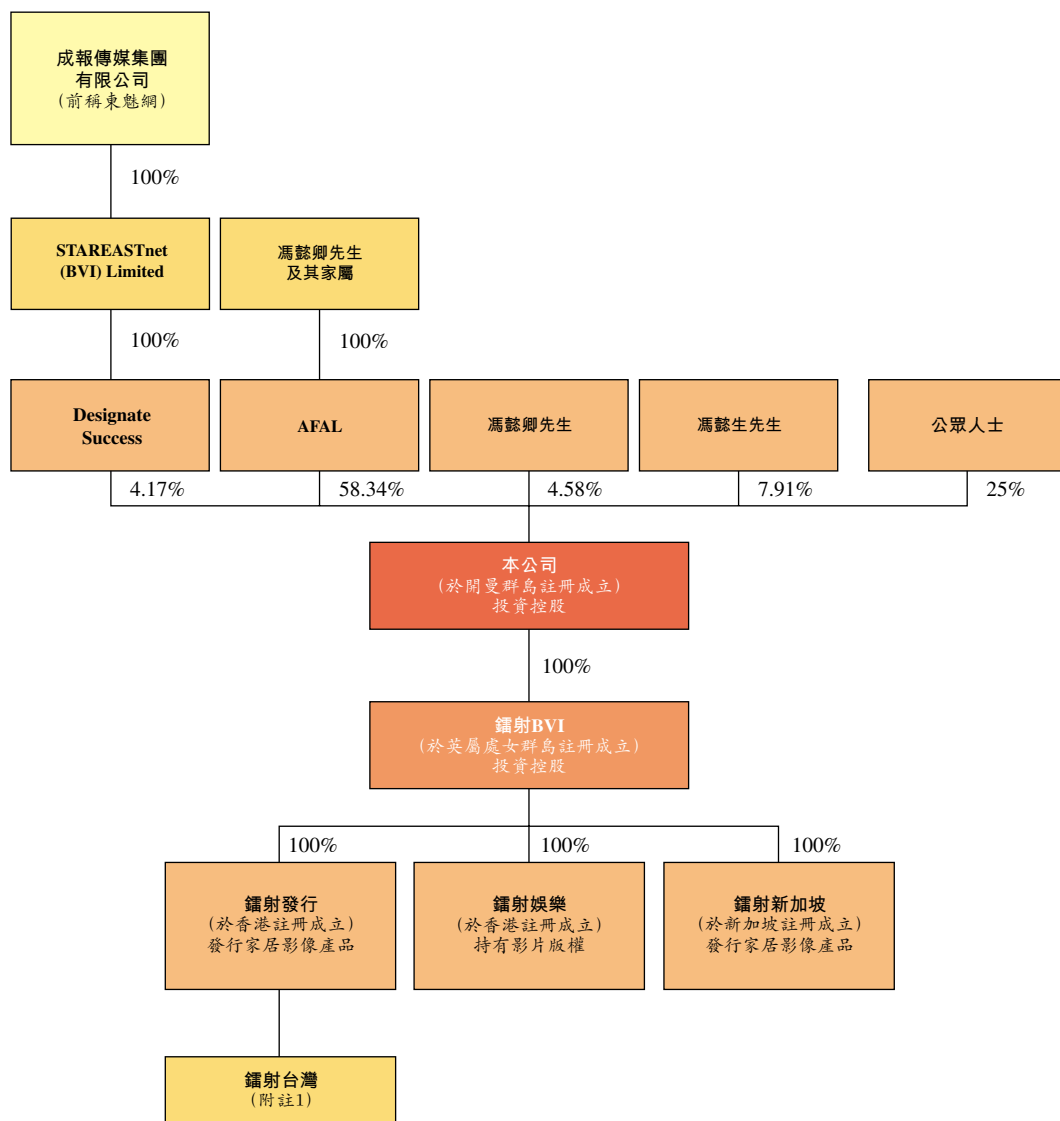 成報傳媒集團
有限公司
(前稱東魅網)
100%
STAREASTnet
(BVI) Limited
馮懿卿先生
及其家屬
100%
100%
Designate
Success
AFAL
馮懿卿先生
馮懿生先生
公眾人士
4.17%
58.34%
4.58%
7.91%
25%
本公司
(於開曼群島註冊成立)
投資控股
100%
鐳射BVI
(於英屬處女群島註冊成立)
投資控股
100%
100%
100%
鐳射發行
(於香港註冊成立)
發行家居影像產品
鐳射娛樂
(於香港註冊成立)
持有影片版權
鐳射新加坡
(於新加坡註冊成立)
發行家居影像產品
鐳射台灣
(附註1)